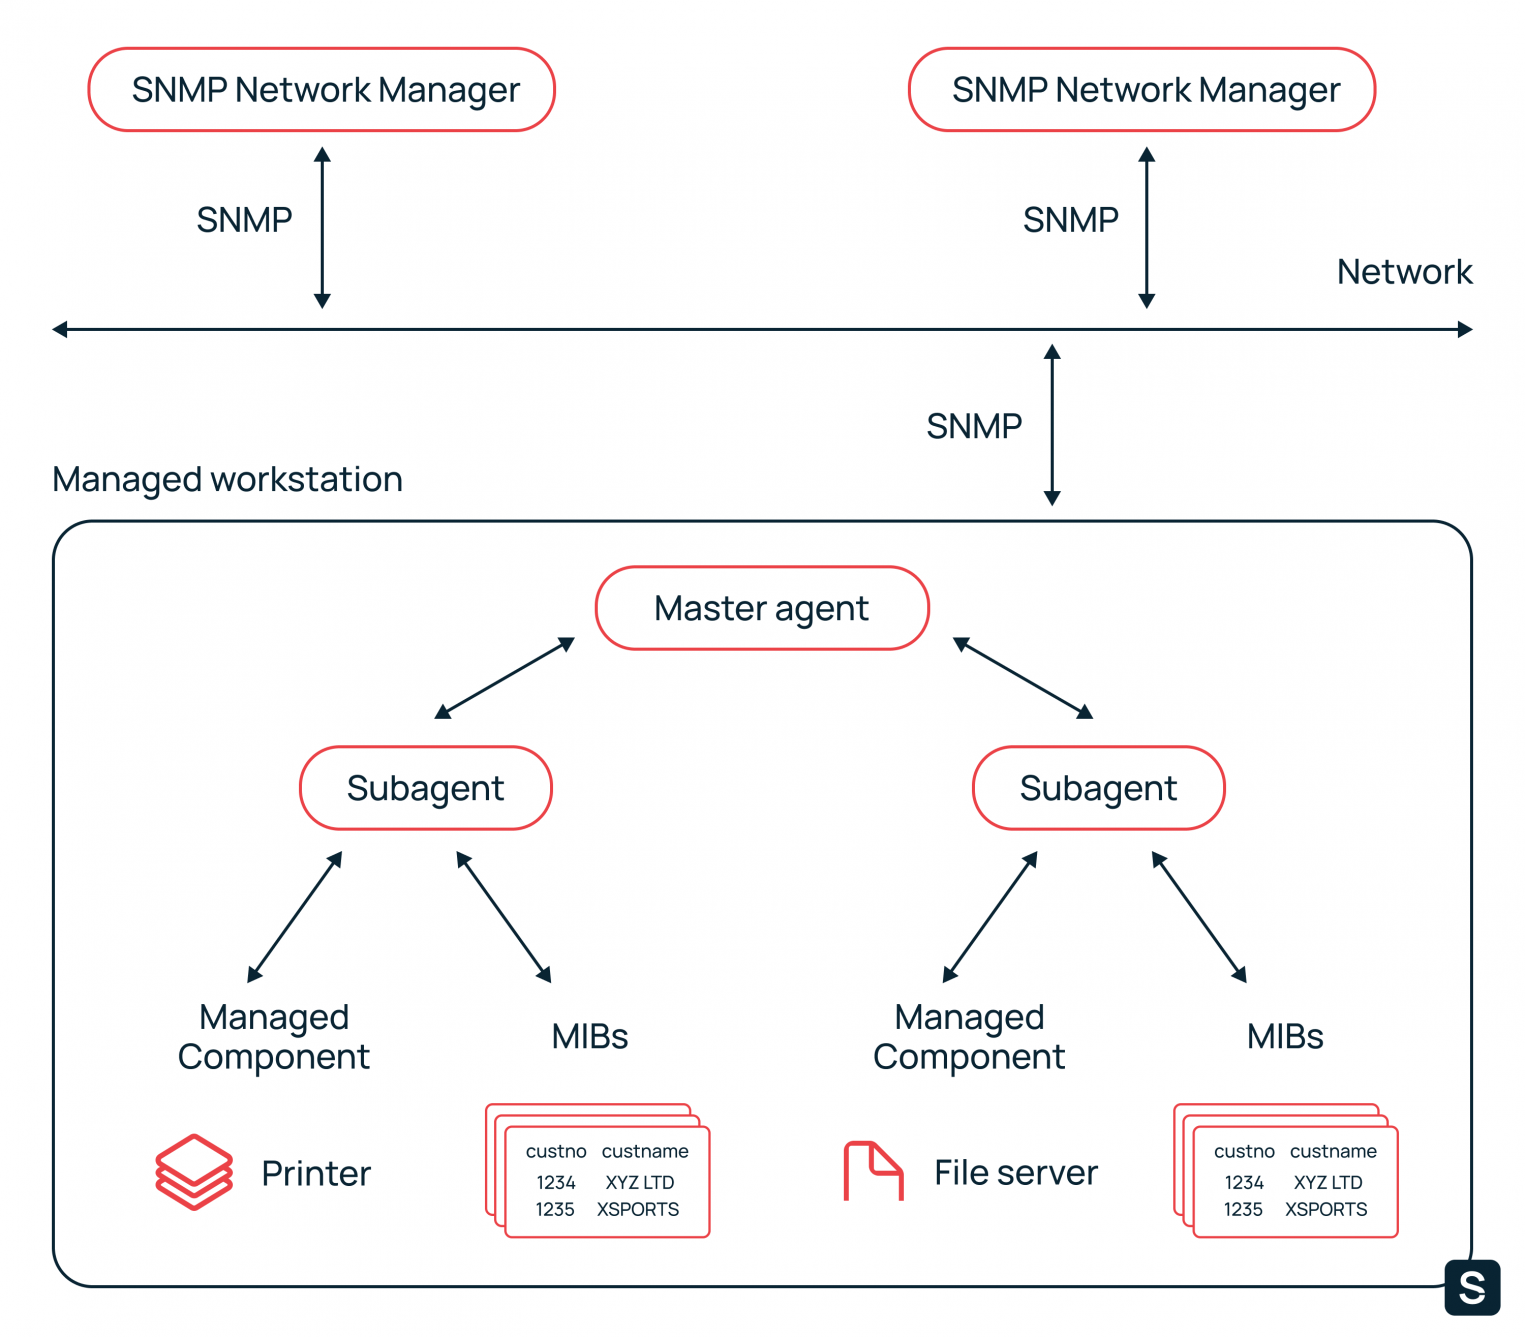 SNMP Network Manager
SNMP Network Manager
SNMP
SNMP
Network
SNMP
Managed workstation
Master agent
Subagent
Subagent
Managed
Component
MIBs
Managed
Component
MIBs
Printer
custno custname
1234 XYZ LTD
1235 XSPORTS
File server
custno custname
1234 XYZ LTD
1235 XSPORTS
S